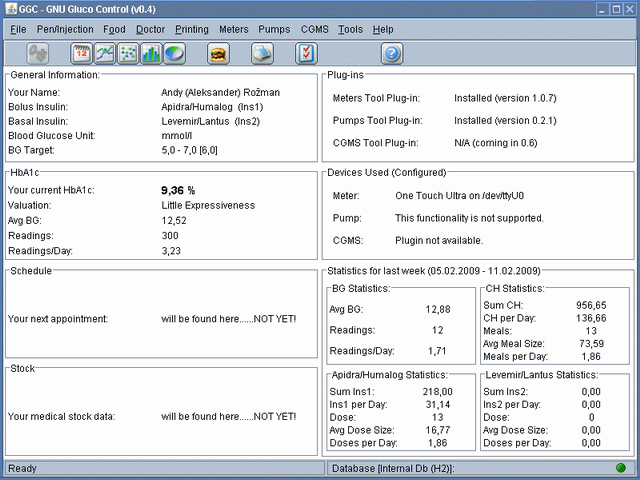 GGC - GNU Gluco Control (v0.4)
File Pen/Injection Food Doctor Printing Meters Pumps CGMS Tools Help
12
General Information:
Your Name: Andy (Aleksander) Rožman
Bolus Insulin: Apidra/Humalog (Ins1)
Basal Insulin: Levemir/Lantus (Ins2)
Blood Glucose Unit: mmol/l
BG Target: 5,0 - 7,0 [6,0]
Plug-ins
Meters Tool Plug-in: Installed (version 1.0.7)
Pumps Tool Plug-in: Installed (version 0.2.1)
CGMS Tool Plug-in: N/A (coming in 0.6)
HbA1c
Your current HbA1c: 9,36 %
Valuation: Little Expressiveness
Avg BG: 12,52
Readings: 300
Readings/Day: 3,23
Devices Used (Configured)
Meter: One Touch Ultra on /dev/ttyU0
Pump: This functionality is not supported.
CGMS: Plugin not available.
Schedule
Your next appointment: will be found here......NOT YET!
Stock
Your medical stock data: will be found here......NOT YET!
Statistics for last week (05.02.2009 - 11.02.2009)
BG Statistics:
Avg BG: 12,88
Readings: 12
Readings/Day: 1,71
CH Statistics:
Sum CH: 956,65
CH per Day: 136,66
Meals: 13
Avg Meal Size: 73,59
Meals per Day: 1,86
Apidra/Humalog Statistics:
Sum Ins1: 218,00
Ins1 per Day: 31,14
Dose: 13
Avg Dose Size: 16,77
Doses per Day: 1,86
Levemir/Lantus Statistics:
Sum Ins2: 0,00
Ins2 per Day: 0,00
Dose: 0
Avg Dose Size: 0,00
Doses per Day: 0,00
Ready
Database [Internal Db (H2)]: